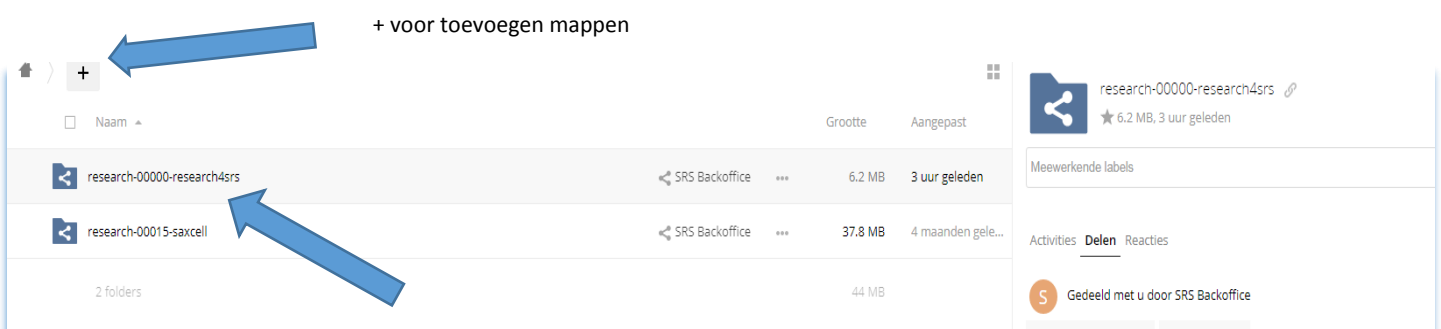 + voor toevoegen mappen
+
Naam Grootte Aangepast
research-00000-research4srs SRS Backoffice ••• 6.2 MB 3 uur geleden
research-00015-saxcell SRS Backoffice ••• 37.8 MB 4 maanden gele...
2 folders 44 MB
research-00000-research4srs
6.2 MB, 3 uur geleden
Meewerkende labels
Activities Delen Reacties
S Gedeeld met u door SRS Backoffice